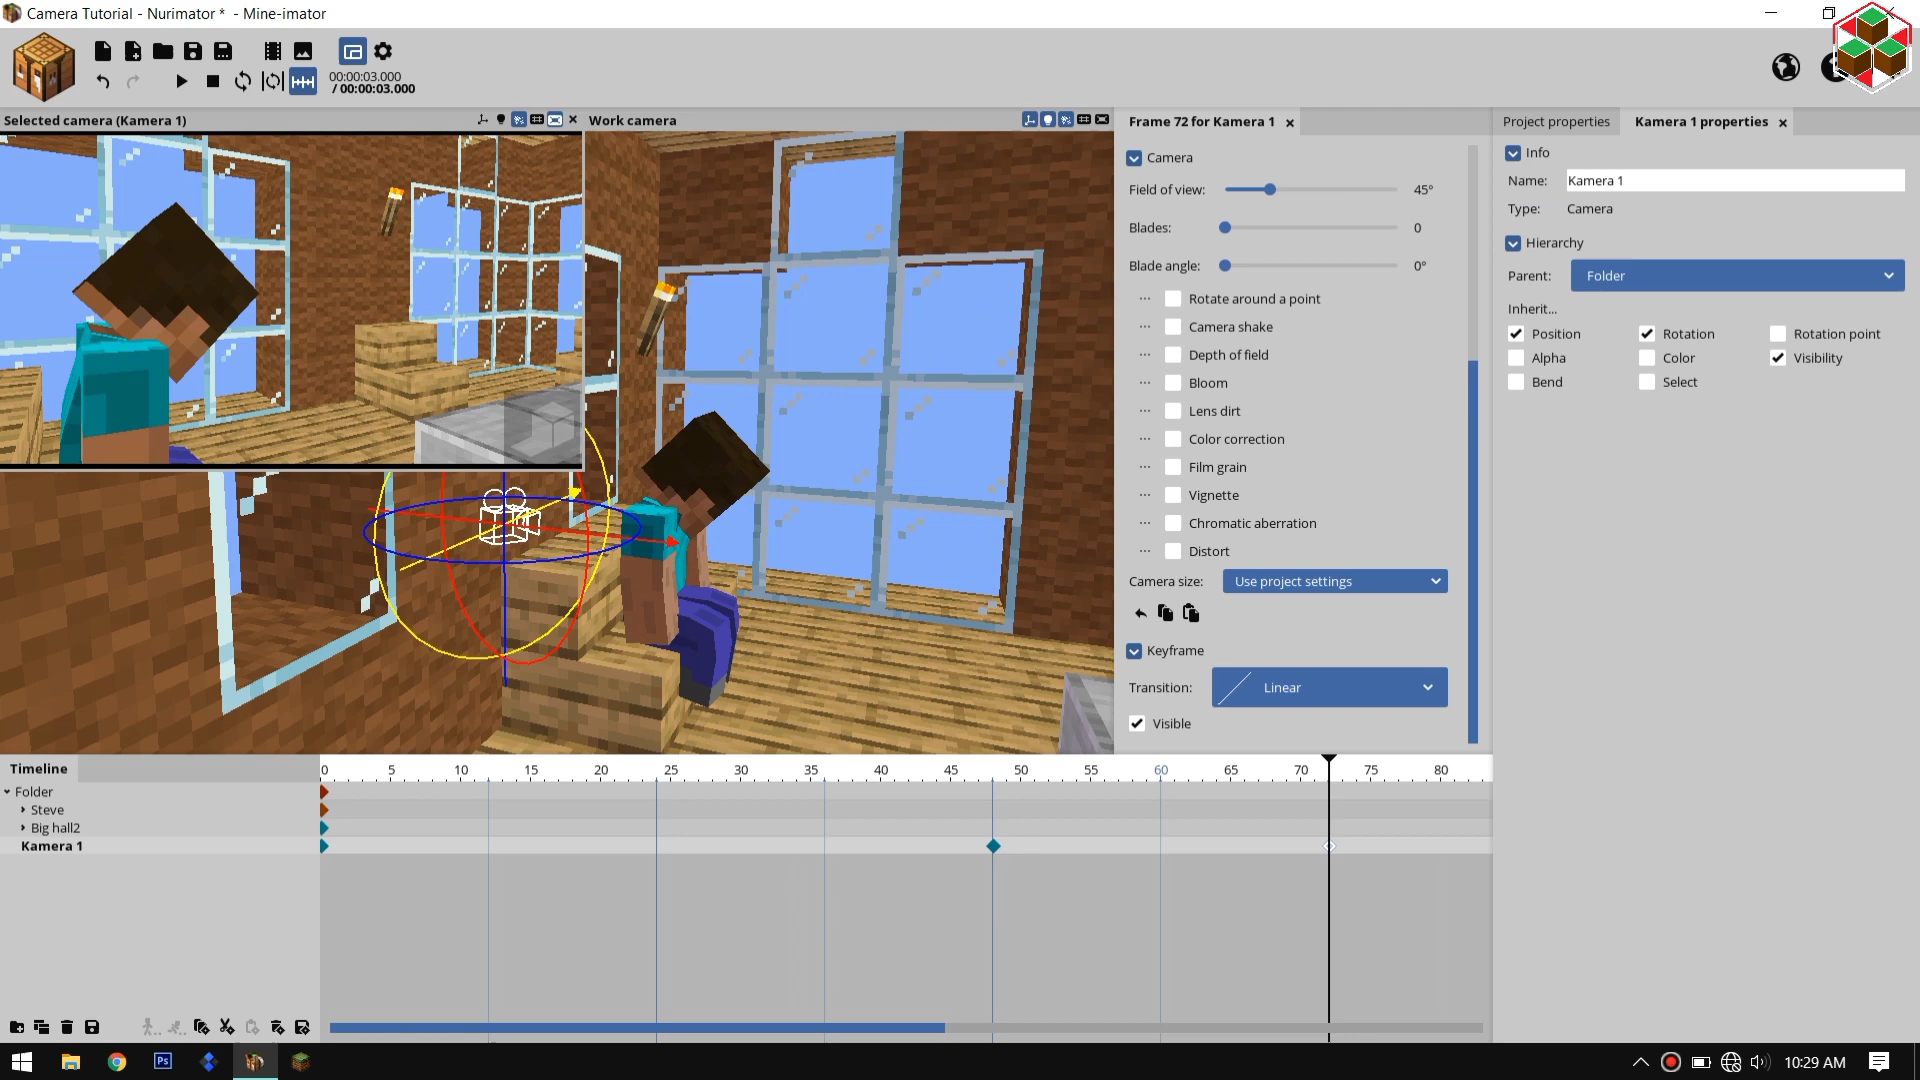 Camera Tutorial - Nurimator * - Mine-imator
00:00:03.000
/ 00:00:03.000
Selected camera (Kamera 1)
Work camera
Frame 72 for Kamera 1
Camera
Field of view: 45°
Blades: 0
Blade angle: 0°
Rotate around a point
Camera shake
Depth of field
Bloom
Lens dirt
Color correction
Film grain
Vignette
Chromatic aberration
Distort
Camera size: Use project settings
Keyframe
Transition: Linear
Visible
Project properties Kamera 1 properties
Info
Name: Kamera 1
Type: Camera
Hierarchy
Parent: Folder
Inherit...
Position Rotation Rotation point
Alpha Color Visibility
Bend Select
Timeline
0 5 10 15 20 25 30 35 40 45 50 55 60 65 70 75 80
Folder
Steve
Big hall2
Kamera 1
Ps
10:29 AM